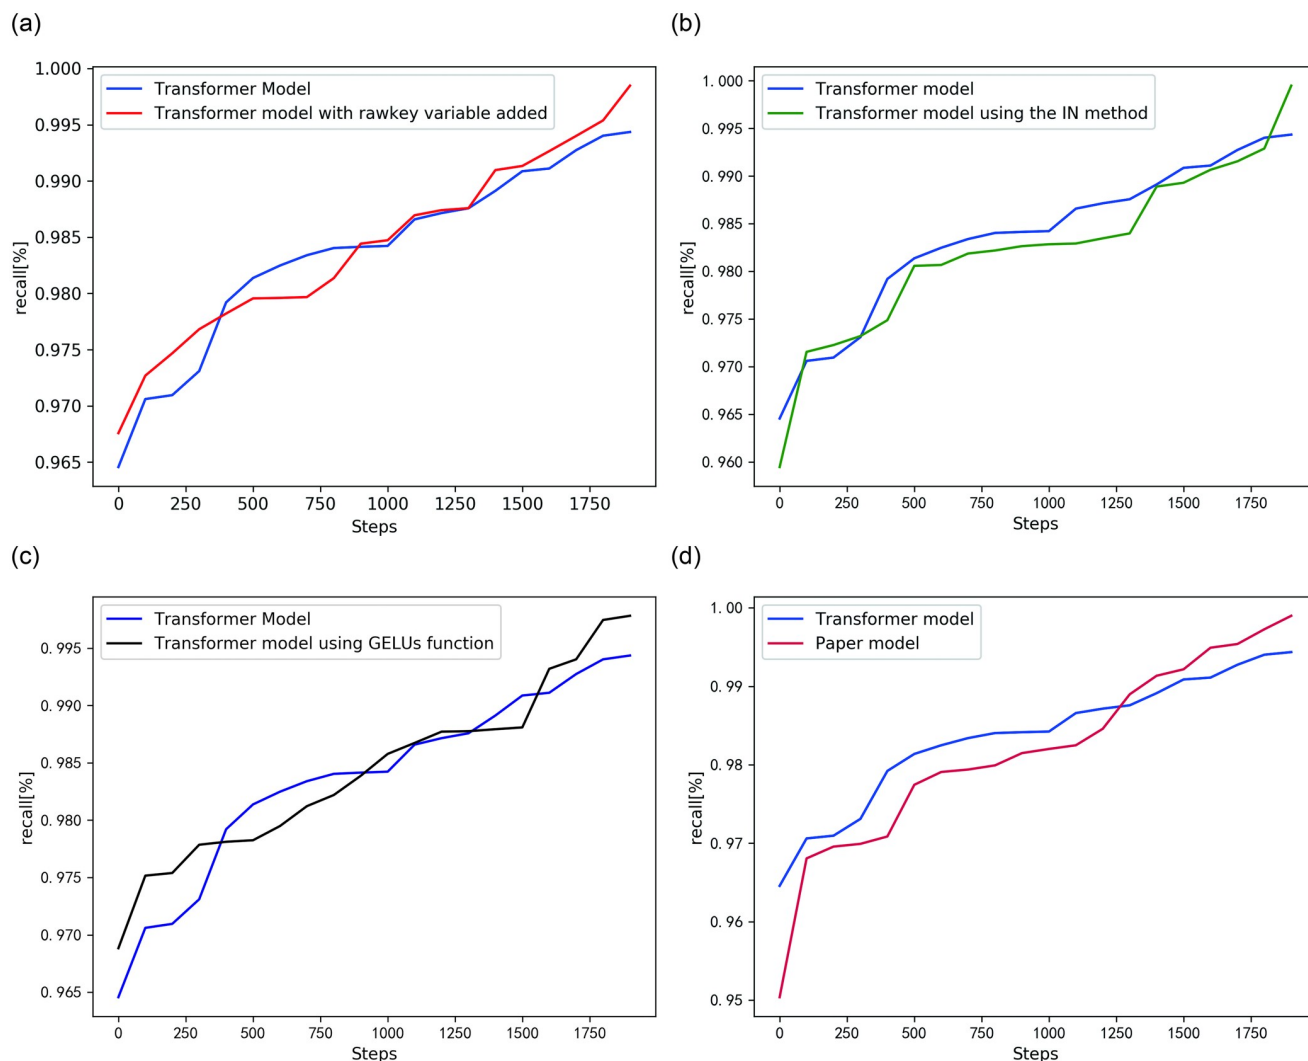 (a)
1.000
0.995
0.990
0.985
0.980
0.975
0.970
0.965
recall[%]
Transformer Model
Transformer model with rawkey variable added
0 250 500 750 1000 1250 1500 1750
Steps
(b)
1. 000
0. 995
0. 990
0. 985
0. 980
0. 975
0. 970
0. 965
0. 960
recall[%]
Transformer model
Transformer model using the IN method
0 250 500 750 1000 1250 1500 1750
Steps
(c)
0. 995
0. 990
0. 985
0. 980
0. 975
0. 970
0. 965
recall[%]
Transformer Model
Transformer model using GELUs function
0 250 500 750 1000 1250 1500 1750
Steps
(d)
1. 00
0. 99
0. 98
0. 97
0. 96
0. 95
recall[%]
Transformer model
Paper model
0 250 500 750 1000 1250 1500 1750
Steps